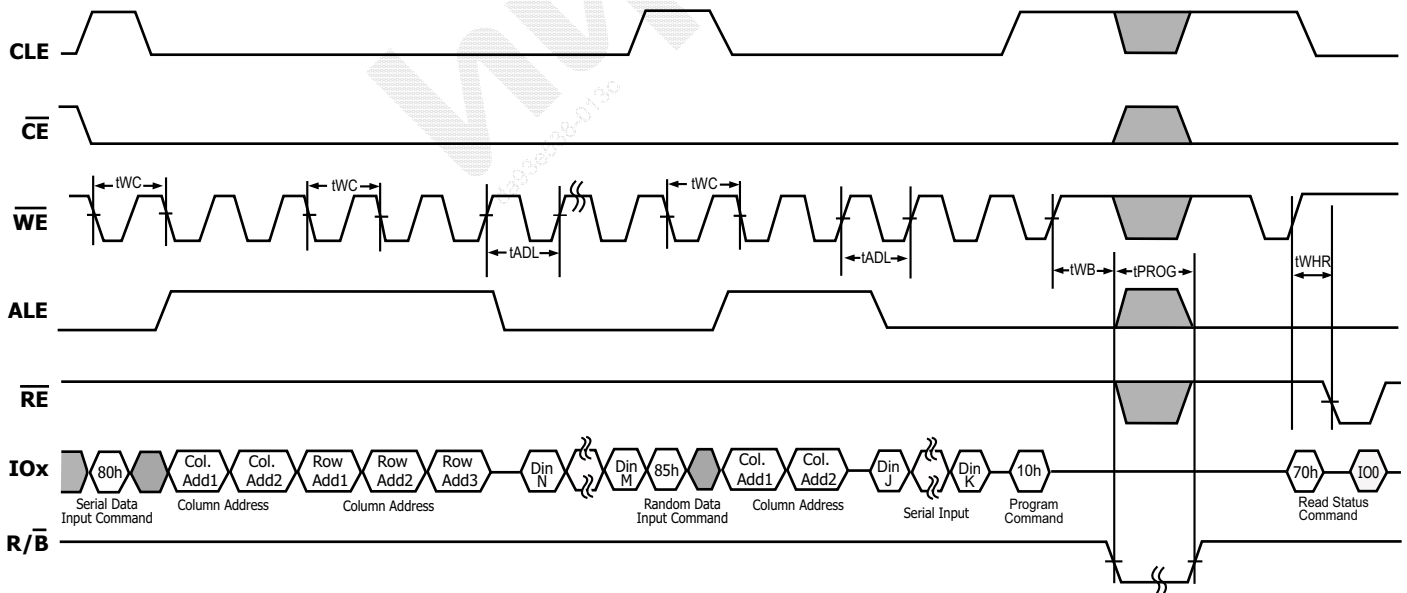 CLE
CE
WE
tWC
tWC
tADL
tWC
tADL
tWB
tPROG
tWHR
ALE
RE
IOx
80h
Col.
Add1
Col.
Add2
Row
Add1
Row
Add2
Row
Add3
Din
N
Din
M
85h
Col.
Add1
Col.
Add2
Din
J
Din
K
10h
70h
IO0
Serial Data
Input Command
Column Address
Column Address
Random Data
Input Command
Column Address
Serial Input
Program
Command
Read Status
Command
R/B